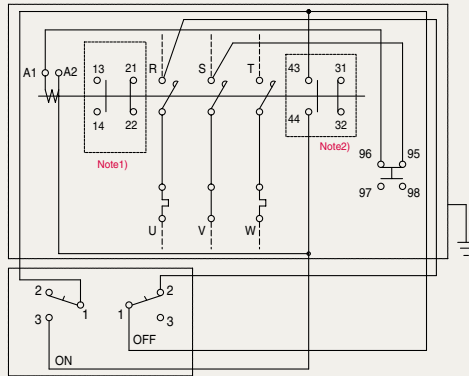 R S T
A1 A2 13 21 43 31
14 22 44 32
Note1) Note2)
96 95
97 98
U V W
2 2
1 1
3 3
OFF
ON